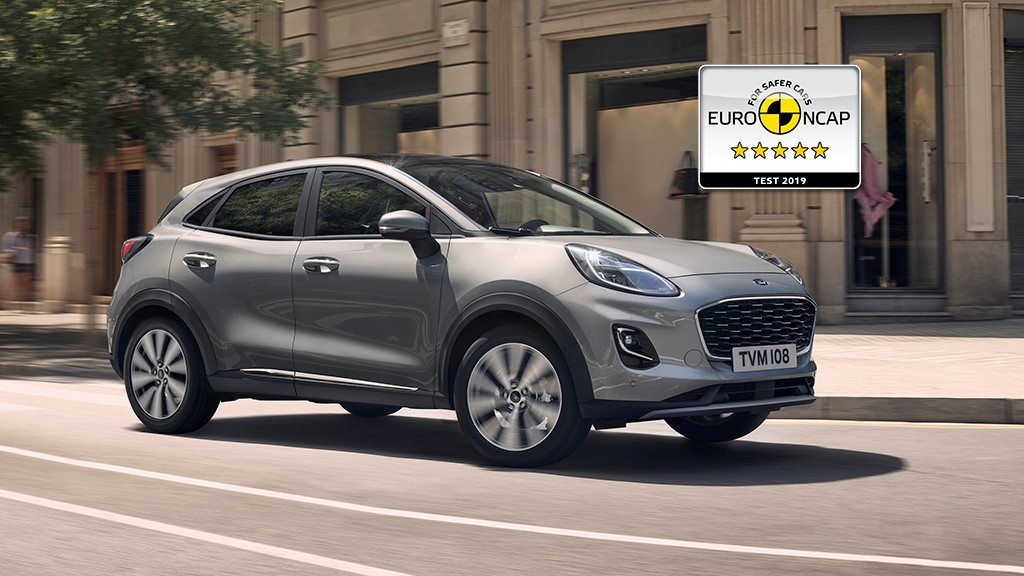 FOR SAFER CARS
EURO NCAP
TEST 2019
TVM 108